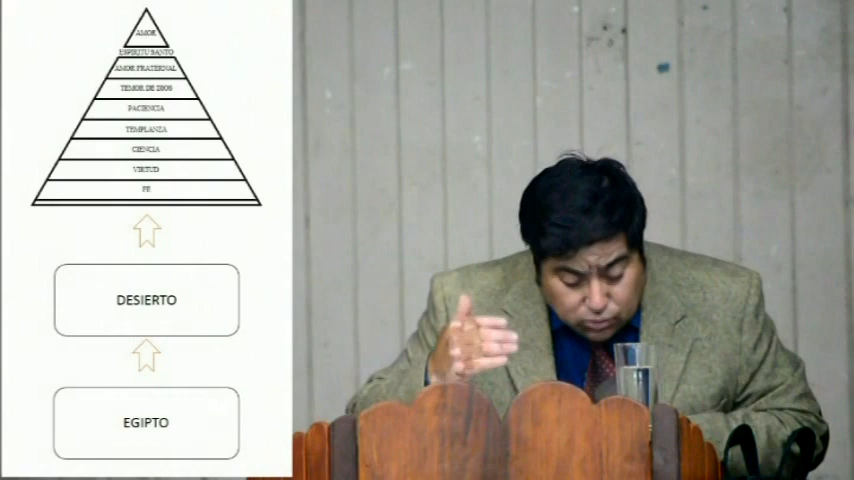 AMOR
ESPIRITU SANTO
AMOR FRATERNAL
TEMOR DE DIOS
PACIENCIA
TEMPLANZA
CIENCIA
VIRTUD
FE
DESIERTO
EGIPTO